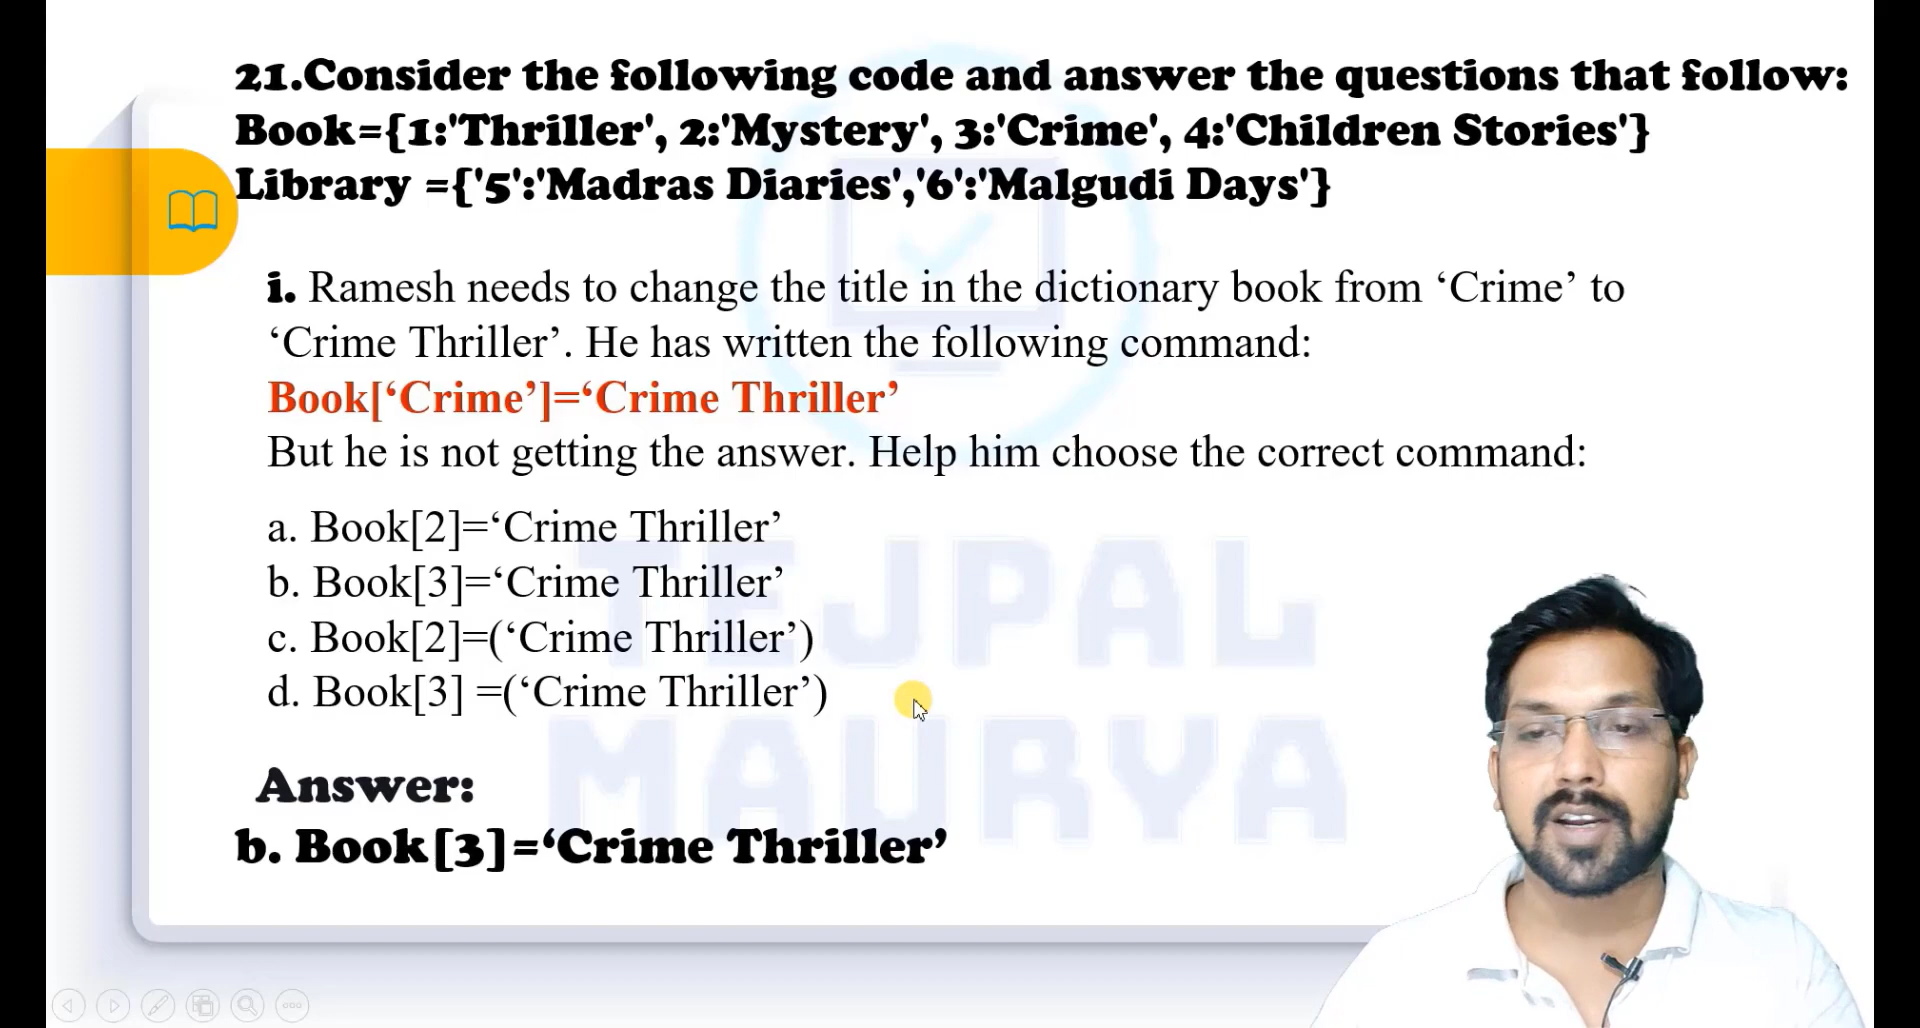 21.Consider the following code and answer the questions that follow:
Book={1:'Thriller', 2:'Mystery', 3:'Crime', 4:'Children Stories'}
Library ={'5':'Madras Diaries','6':'Malgudi Days'}
i. Ramesh needs to change the title in the dictionary book from ‘Crime’ to
‘Crime Thriller’. He has written the following command:
Book[‘Crime’]=‘Crime Thriller’
But he is not getting the answer. Help him choose the correct command:
a. Book[2]=‘Crime Thriller’
b. Book[3]=‘Crime Thriller’
c. Book[2]=(‘Crime Thriller’)
d. Book[3] =(‘Crime Thriller’)
TEJPAL
MAURYA
Answer:
b. Book[3]=‘Crime Thriller’